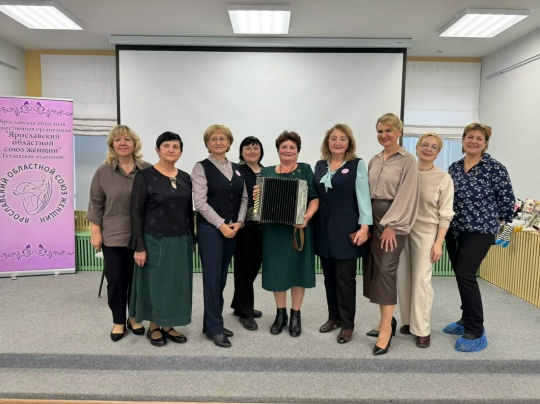 Ярославская областная
общественная организация
"Ярославский
областной
союз женщин"
Тутаевское отделение
ЯРОСЛАВСКИЙ ОБЛАСТНОЙ СОЮЗ ЖЕНЩИН